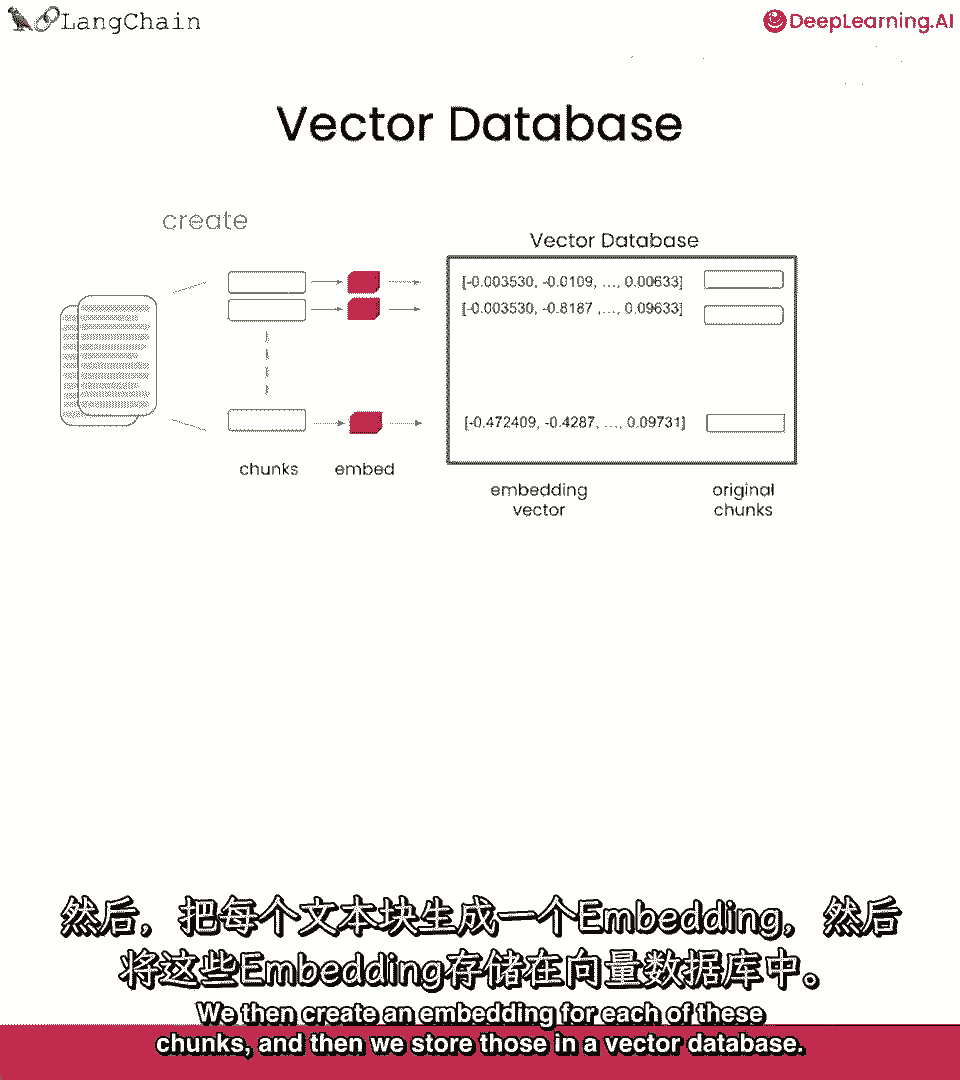 LangChain
DeepLearning.AI
Vector Database
create
Vector Database
[-0.003530, -0.0109, ..., 0.00633]
[-0.003530, -0.8187 ,..., 0.09633]
[-0.472409, -0.4287, ..., 0.09731]
chunks
embed
embedding
vector
original
chunks
然后，把每个文本块生成一个Embedding，然后
将这些Embedding存储在向量数据库中。
We then create an embedding for each of these
chunks, and then we store those in a vector database.